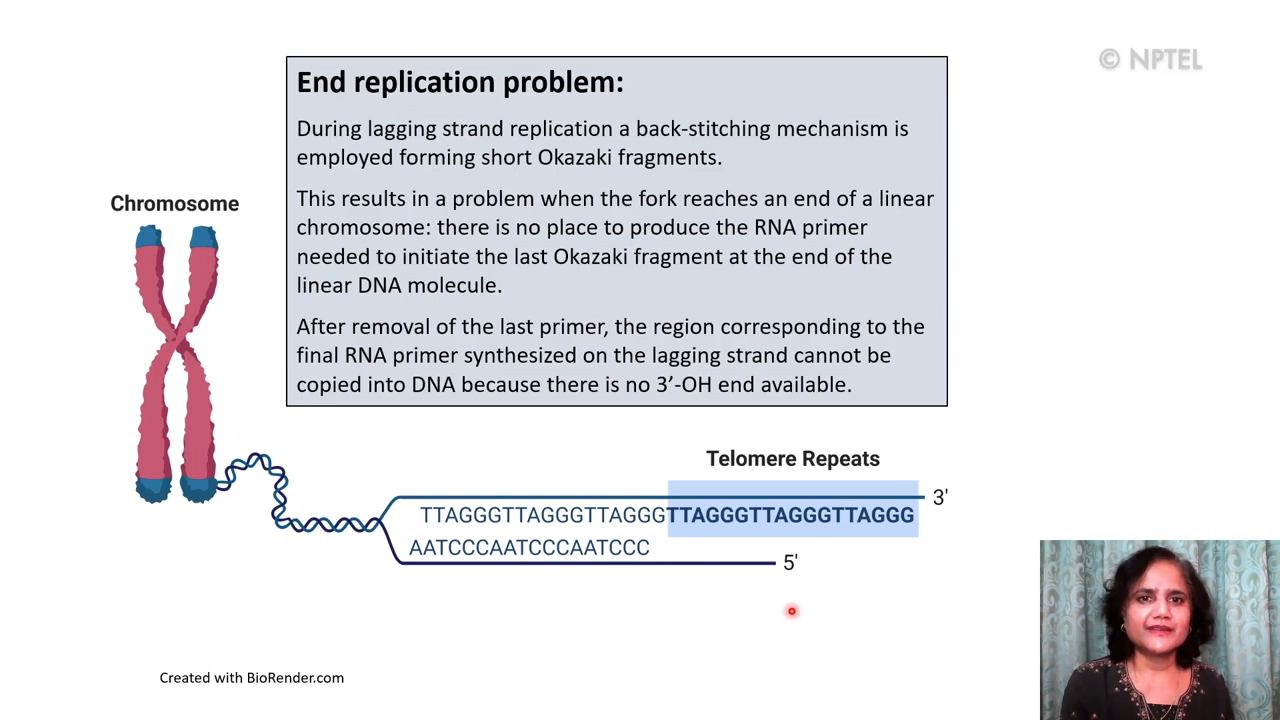 © NPTEL
End replication problem:
During lagging strand replication a back-stitching mechanism is
employed forming short Okazaki fragments.
This results in a problem when the fork reaches an end of a linear
chromosome: there is no place to produce the RNA primer
needed to initiate the last Okazaki fragment at the end of the
linear DNA molecule.
After removal of the last primer, the region corresponding to the
final RNA primer synthesized on the lagging strand cannot be
copied into DNA because there is no 3’-OH end available.
Chromosome
Telomere Repeats
3'
TTAGGGTTAGGGTTAGGGTTAGGGTTAGGGTTAGGG
AATCCCAATCCCAATCCC
5'
Created with BioRender.com